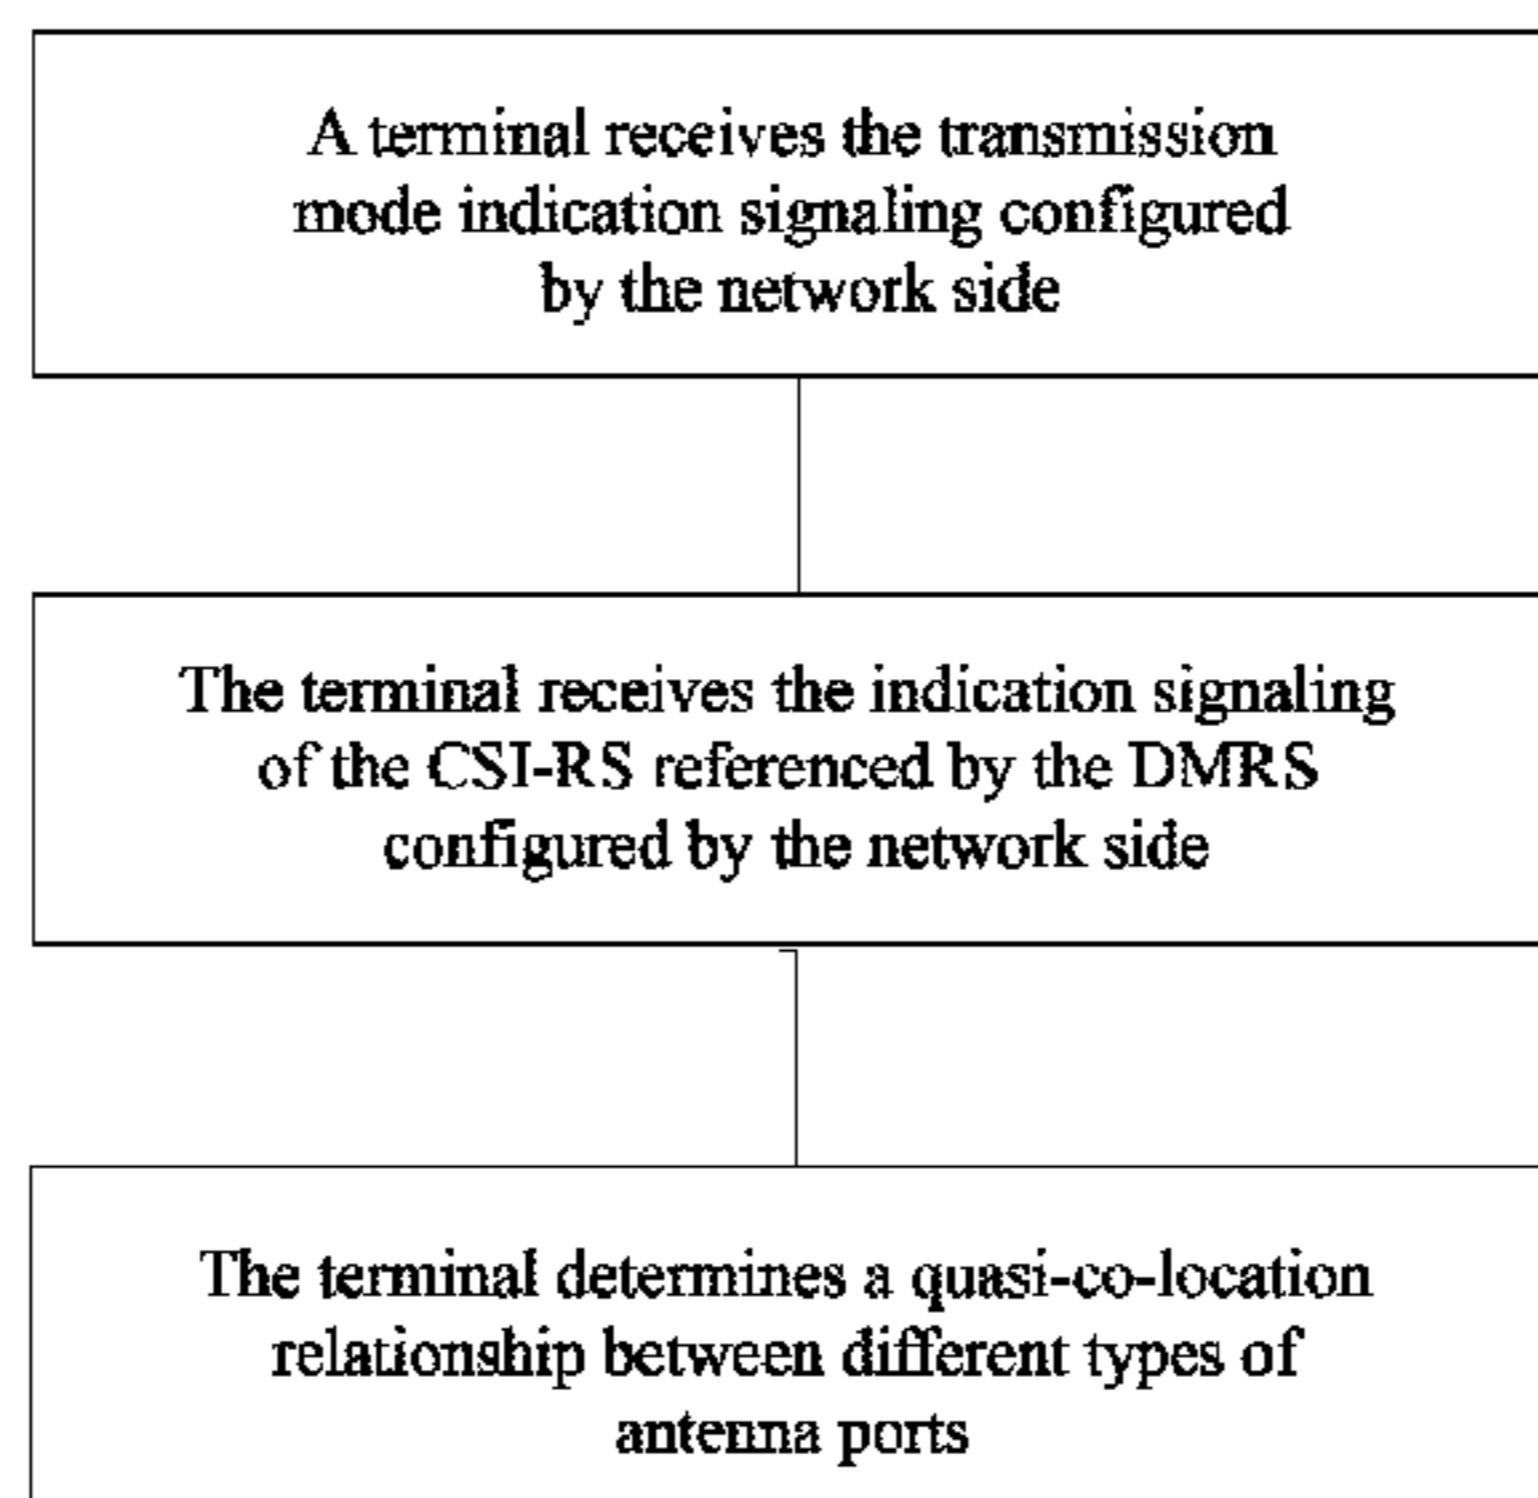 A terminal receives the transmission
mode indication signaling configured
by the network side
The terminal receives the indication signaling
of the CSI-RS referenced by the DMRS
configured by the network side
The terminal determines a quasi-co-location
relationship between different types of
antenna ports